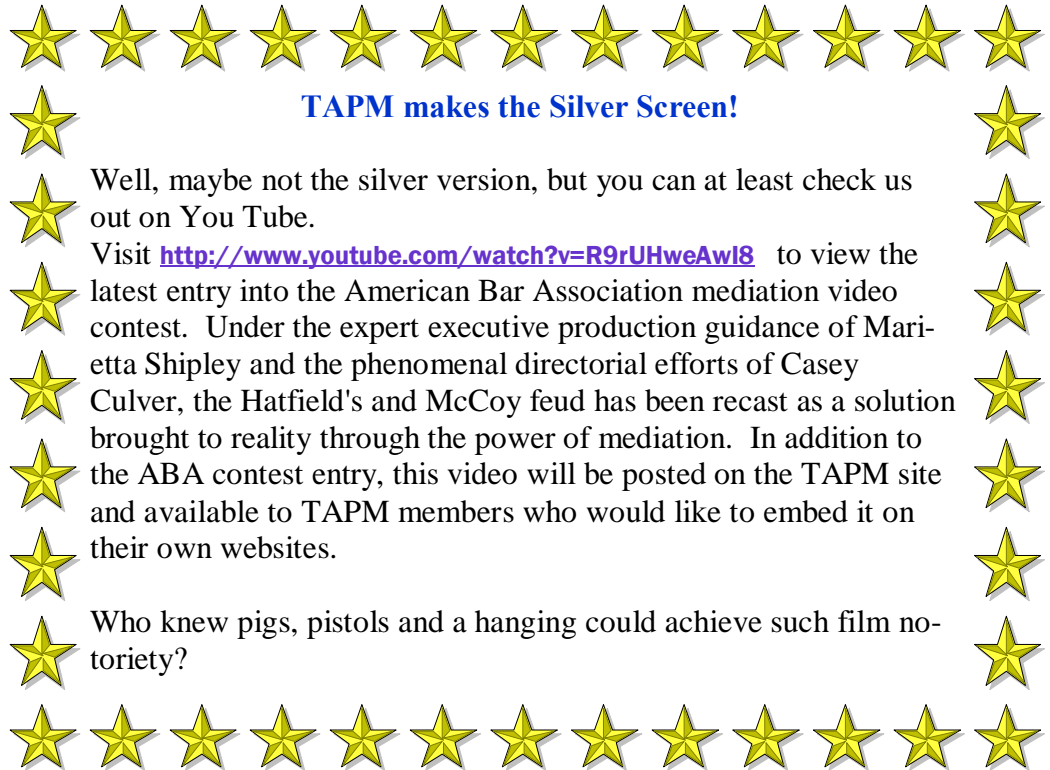 TAPM makes the Silver Screen!
Well, maybe not the silver version, but you can at least check us
out on You Tube.
Visit http://www.youtube.com/watch?v=R9rUHweAwI8 to view the
latest entry into the American Bar Association mediation video
contest. Under the expert executive production guidance of Mari-
etta Shipley and the phenomenal directorial efforts of Casey
Culver, the Hatfield's and McCoy feud has been recast as a solution
brought to reality through the power of mediation. In addition to
the ABA contest entry, this video will be posted on the TAPM site
and available to TAPM members who would like to embed it on
their own websites.
Who knew pigs, pistols and a hanging could achieve such film no-
toriety?